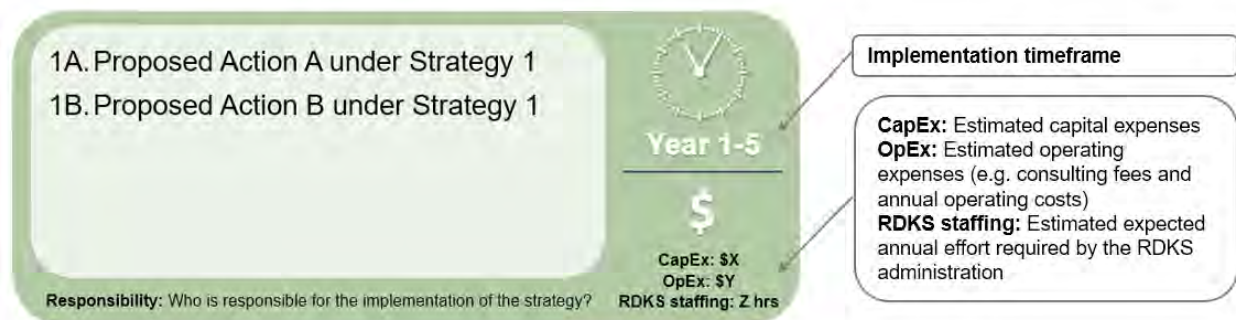 1A. Proposed Action A under Strategy 1
1B. Proposed Action B under Strategy 1
Responsibility: Who is responsible for the implementation of the strategy?
Year 1-5
$
CapEx: $X
OpEx: $Y
RDKS staffing: Z hrs
Implementation timeframe
CapEx: Estimated capital expenses
OpEx: Estimated operating
expenses (e.g. consulting fees and
annual operating costs)
RDKS staffing: Estimated expected
annual effort required by the RDKS
administration